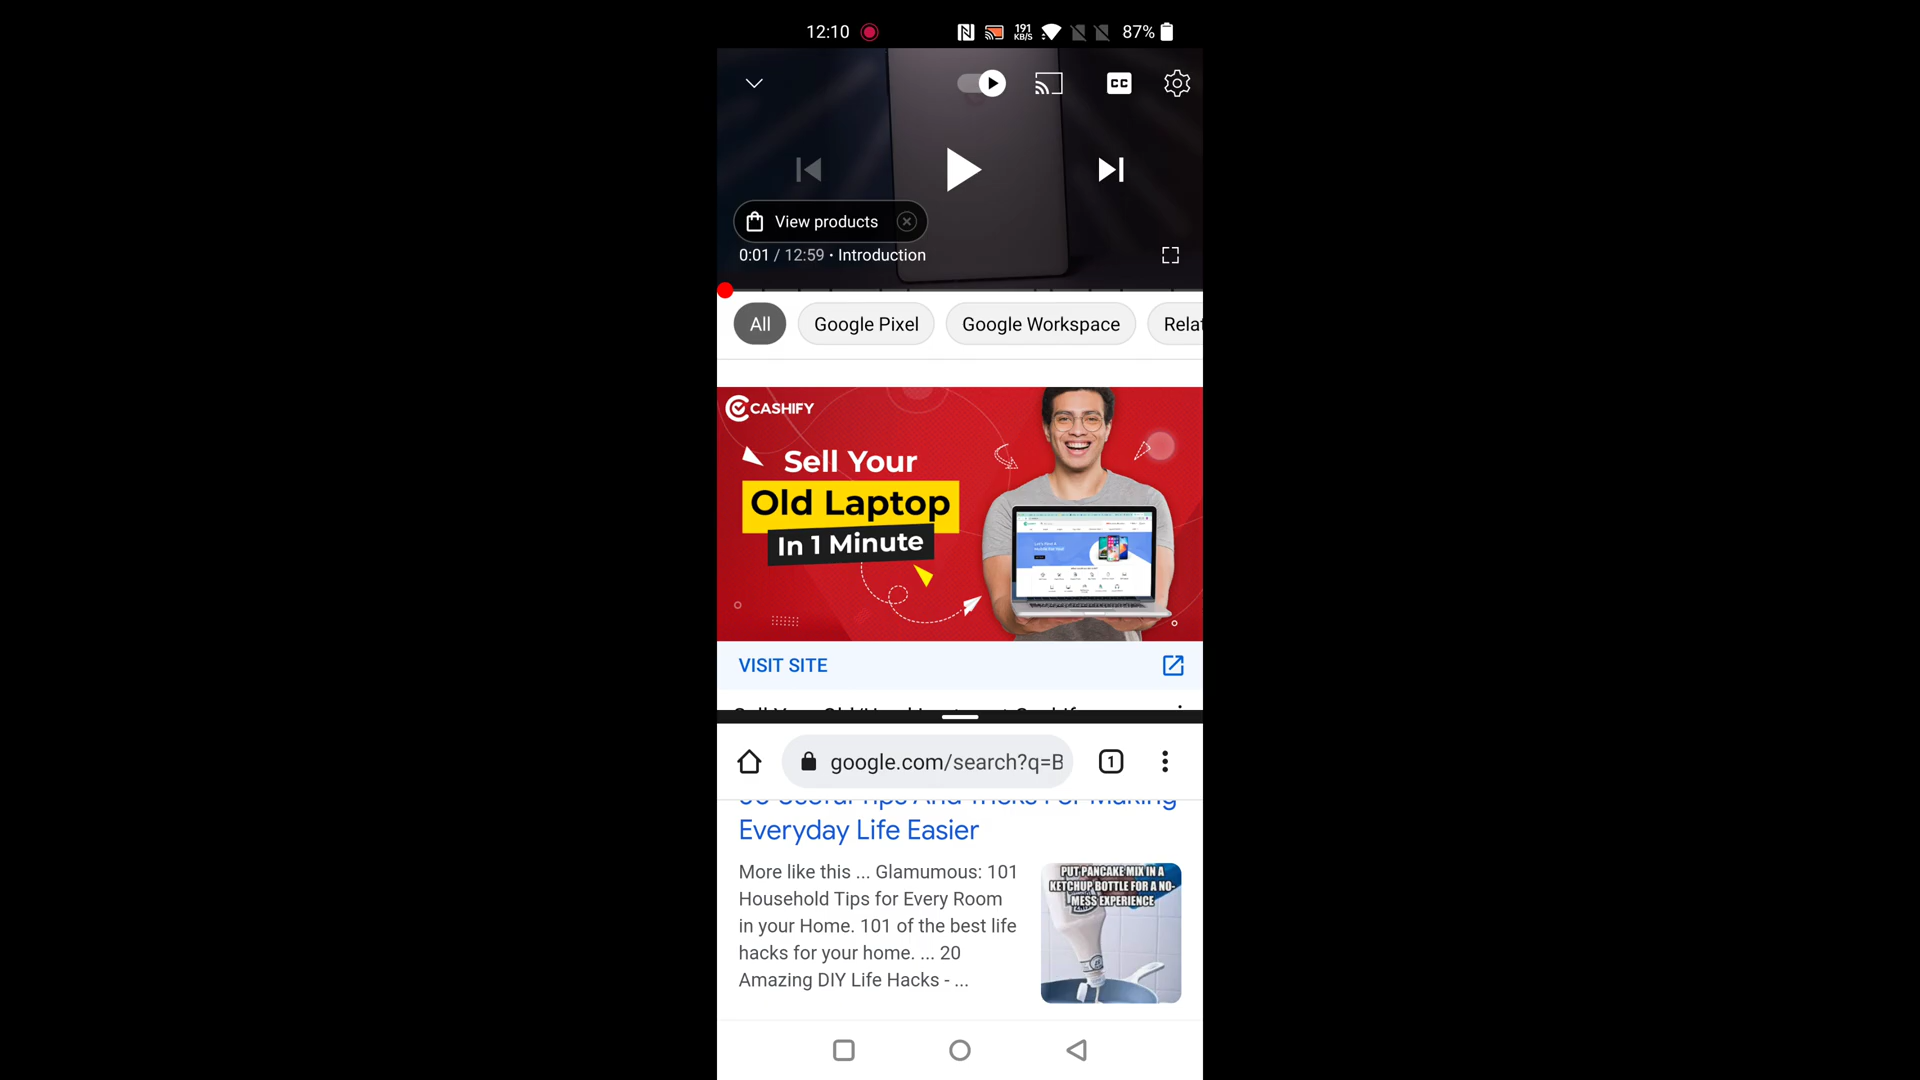 12:10
191
KB/S
87%
CC
View products
0:01 / 12:59 • Introduction
All
Google Pixel
Google Workspace
Relat
CASHIFY
Sell Your
Old Laptop
In 1 Minute
VISIT SITE
google.com/search?q=B
1
Everyday Life Easier
More like this ... Glamumous: 101
Household Tips for Every Room
in your Home. 101 of the best life
hacks for your home. ... 20
Amazing DIY Life Hacks - ...
PUT PANCAKE MIX IN A
KETCHUP BOTTLE FOR A NO-
MESS EXPERIENCE